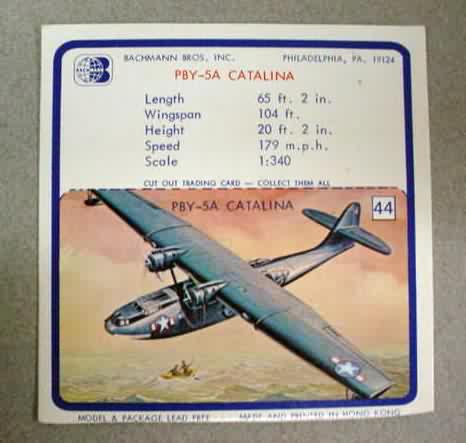 BACHMANN
BACHMANN BROS., INC. PHILADELPHIA, PA. 19124
PBY-5A CATALINA
Length 65 ft. 2 in.
Wingspan 104 ft.
Height 20 ft. 2 in.
Speed 179 m.p.h.
Scale 1:340
CUT OUT TRADING CARD — COLLECT THEM ALL
PBY-5A CATALINA 44
MODEL & PACKAGE LEAD FREE MADE AND PRINTED IN HONG KONG